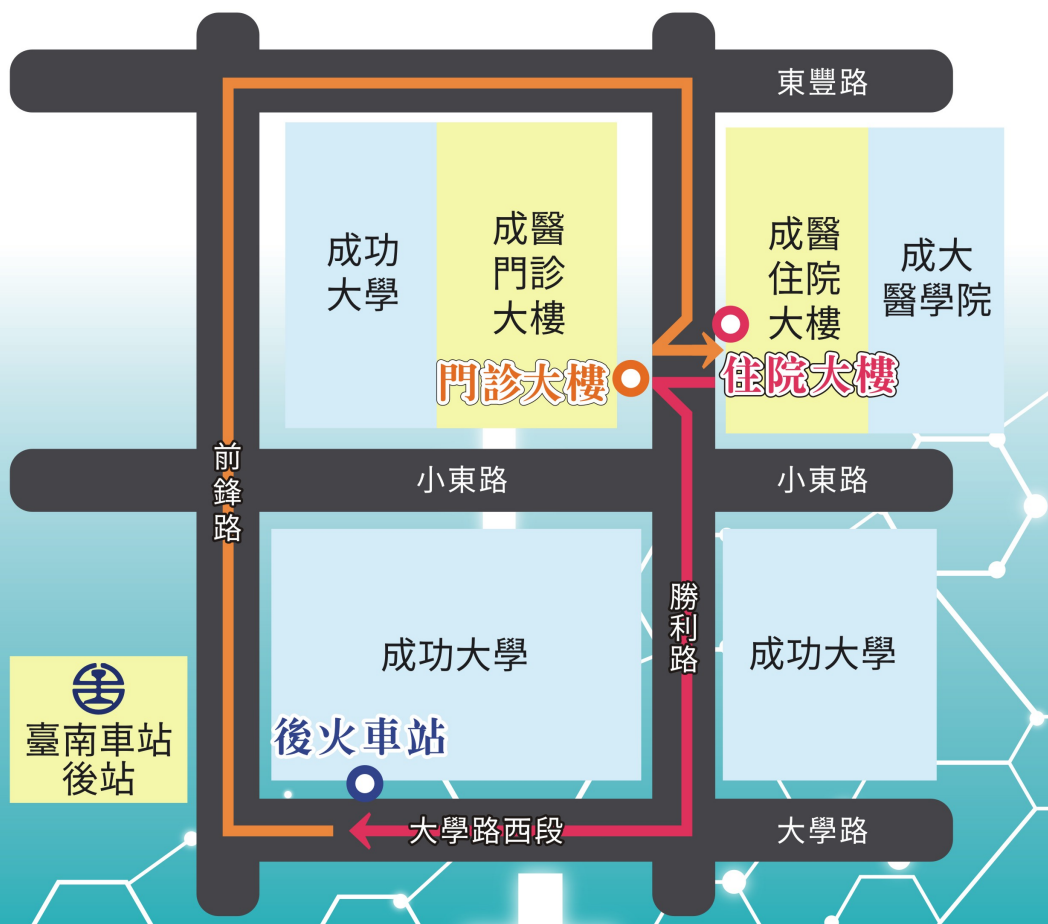 東豐路
成功
大學
成醫
門診
大樓
成醫
住院
大樓
成大
醫學院
門診大樓
住院大樓
前鋒路
小東路
小東路
勝利路
成功大學
成功大學
臺南車站
後站
後火車站
大學路西段
大學路